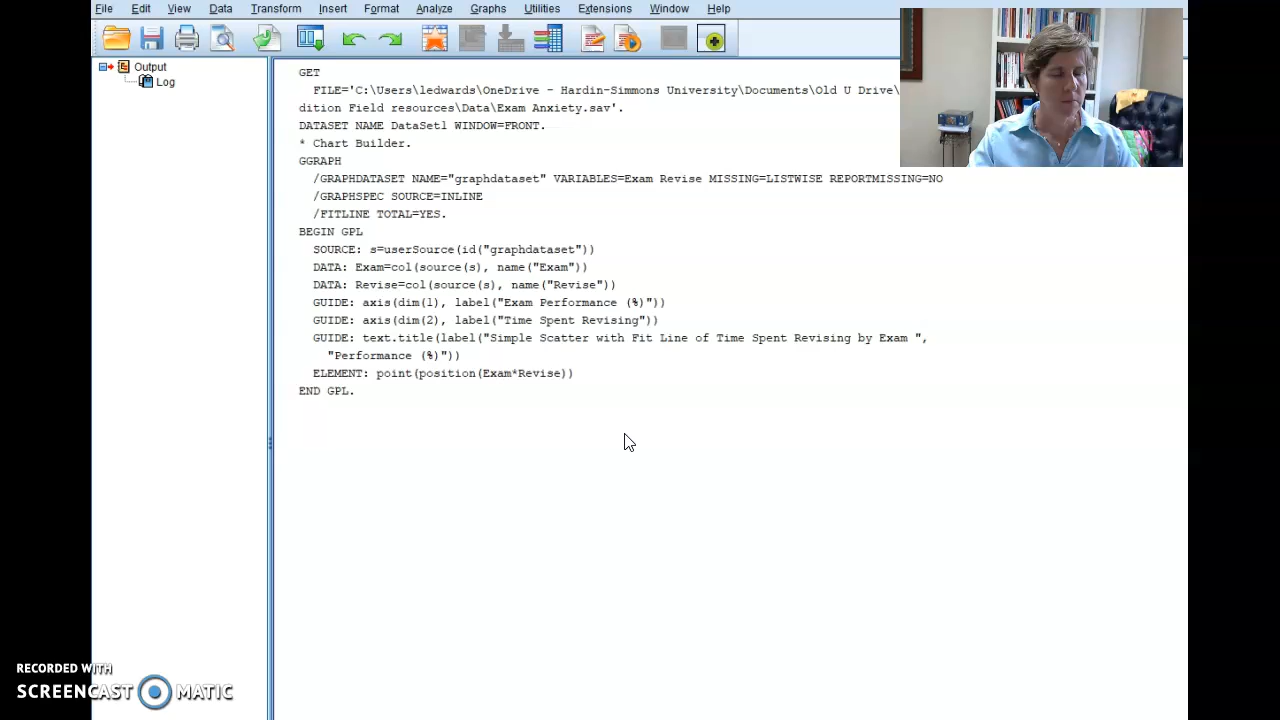 File Edit View Data Transform Insert Format Analyze Graphs Utilities Extensions Window Help
Output
Log
GET
FILE='C:\Users\ledwards\OneDrive - Hardin-Simmons University\Documents\Old U Drive\
dition Field resources\Data\Exam Anxiety.sav'.
DATASET NAME DataSet1 WINDOW=FRONT.
* Chart Builder.
GGRAPH
/GRAPHDATASET NAME="graphdataset" VARIABLES=Exam Revise MISSING=LISTWISE REPORTMISSING=NO
/GRAPHSPEC SOURCE=INLINE
/FITLINE TOTAL=YES.
BEGIN GPL
SOURCE: s=userSource(id("graphdataset"))
DATA: Exam=col(source(s), name("Exam"))
DATA: Revise=col(source(s), name("Revise"))
GUIDE: axis(dim(1), label("Exam Performance (%)"))
GUIDE: axis(dim(2), label("Time Spent Revising"))
GUIDE: text.title(label("Simple Scatter with Fit Line of Time Spent Revising by Exam ",
"Performance (%)"))
ELEMENT: point(position(Exam*Revise))
END GPL.
RECORDED WITH
SCREENCAST MATIC